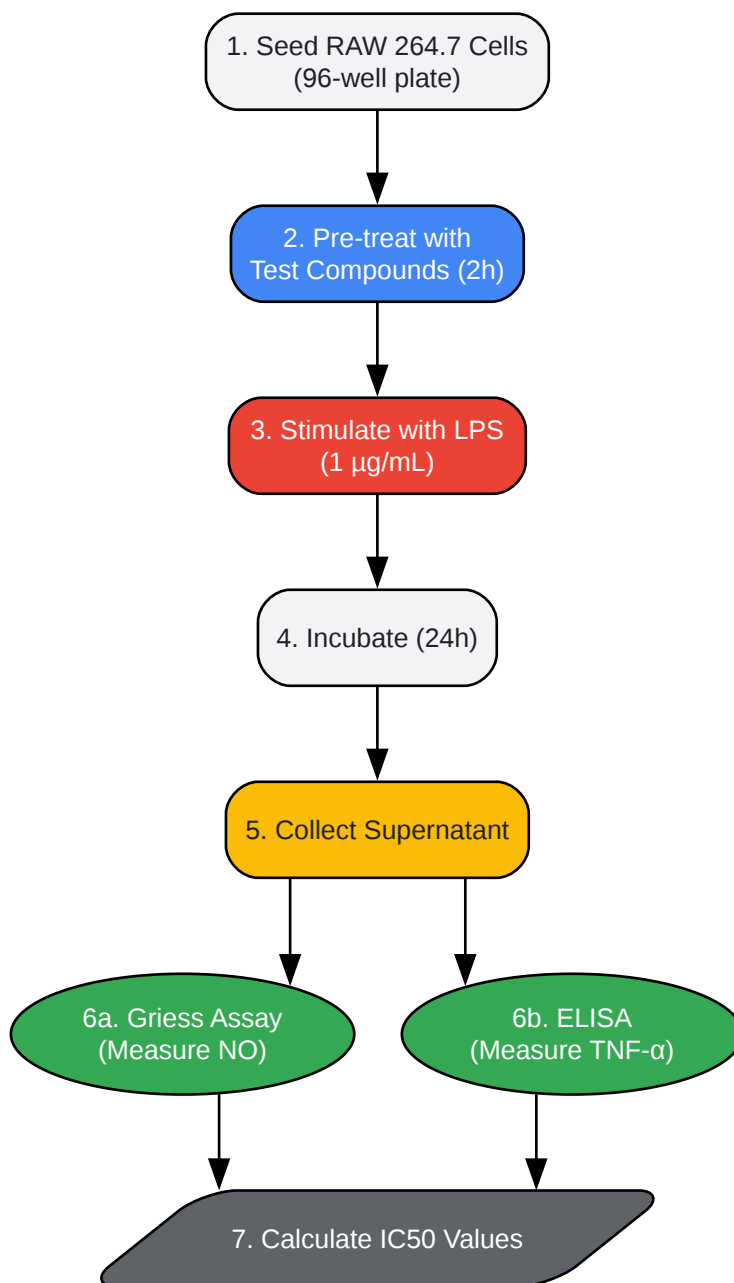 1. Seed RAW 264.7 Cells
(96-well plate)
2. Pre-treat with
Test Compounds (2h)
3. Stimulate with LPS
(1 µg/mL)
4. Incubate (24h)
5. Collect Supernatant
6a. Griess Assay
(Measure NO)
6b. ELISA
(Measure TNF-α)
7. Calculate IC50 Values